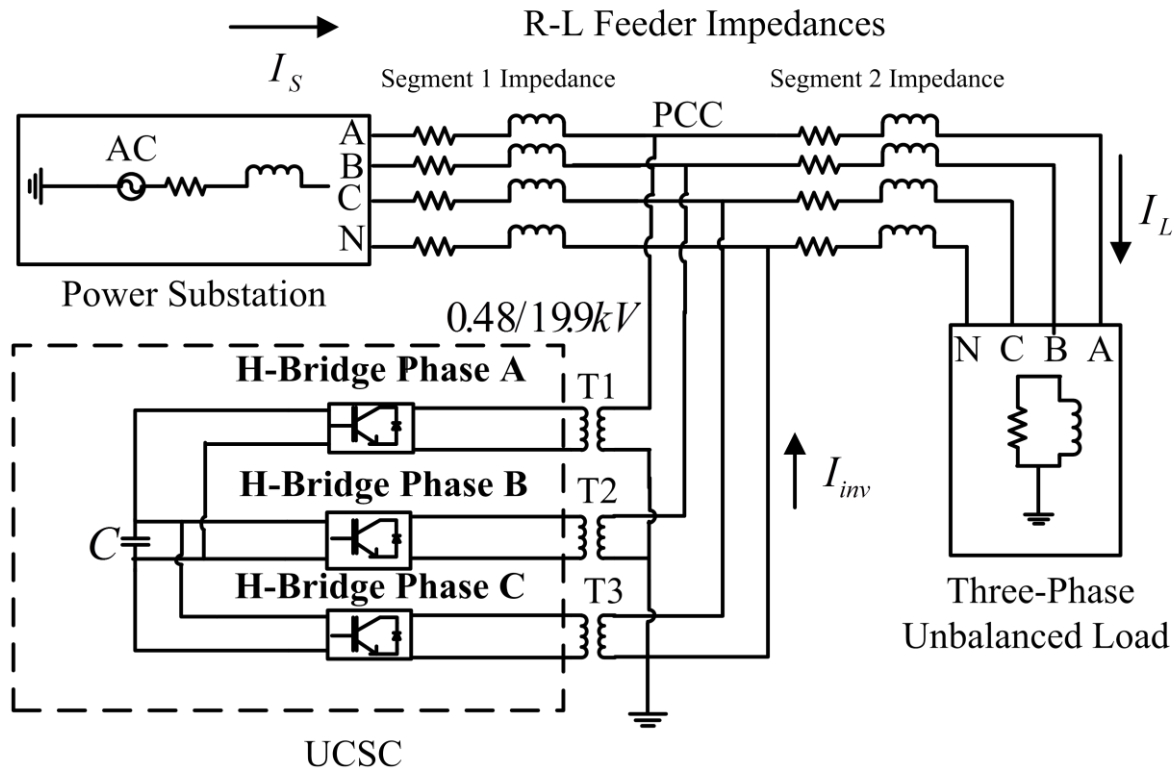 R-L Feeder Impedances
I_S
Segment 1 Impedance
Segment 2 Impedance
PCC
A
B
C
N
AC
Power Substation
I_L
0.48/19.9kV
N C B A
H-Bridge Phase A
T1
H-Bridge Phase B
T2
I_inv
C
H-Bridge Phase C
T3
Three-Phase
Unbalanced Load
UCSC